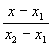 x − x₁
x₂ − x₁